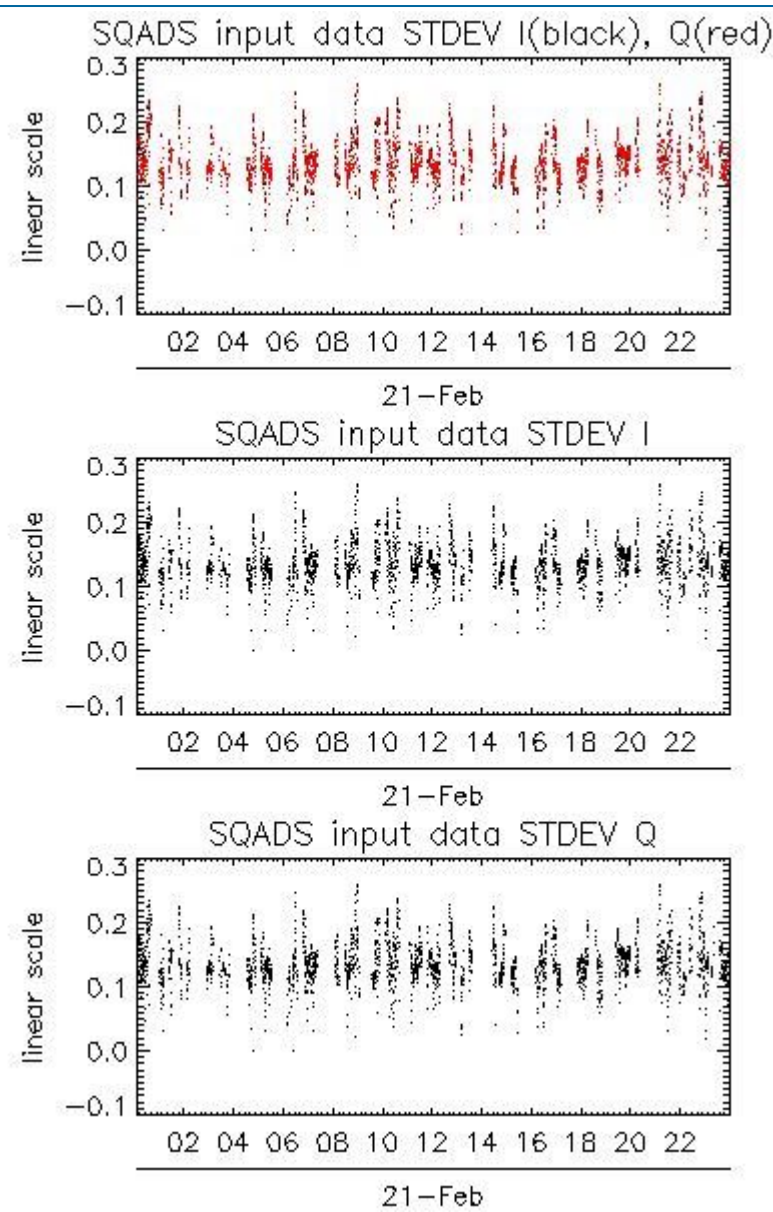 SQADS input data STDEV I(black), Q(red)
0.3
0.2
0.1
0.0
−0.1
linear scale
02 04 06 08 10 12 14 16 18 20 22
21−Feb
SQADS input data STDEV I
0.3
0.2
0.1
0.0
−0.1
linear scale
02 04 06 08 10 12 14 16 18 20 22
21−Feb
SQADS input data STDEV Q
0.3
0.2
0.1
0.0
−0.1
linear scale
02 04 06 08 10 12 14 16 18 20 22
21−Feb